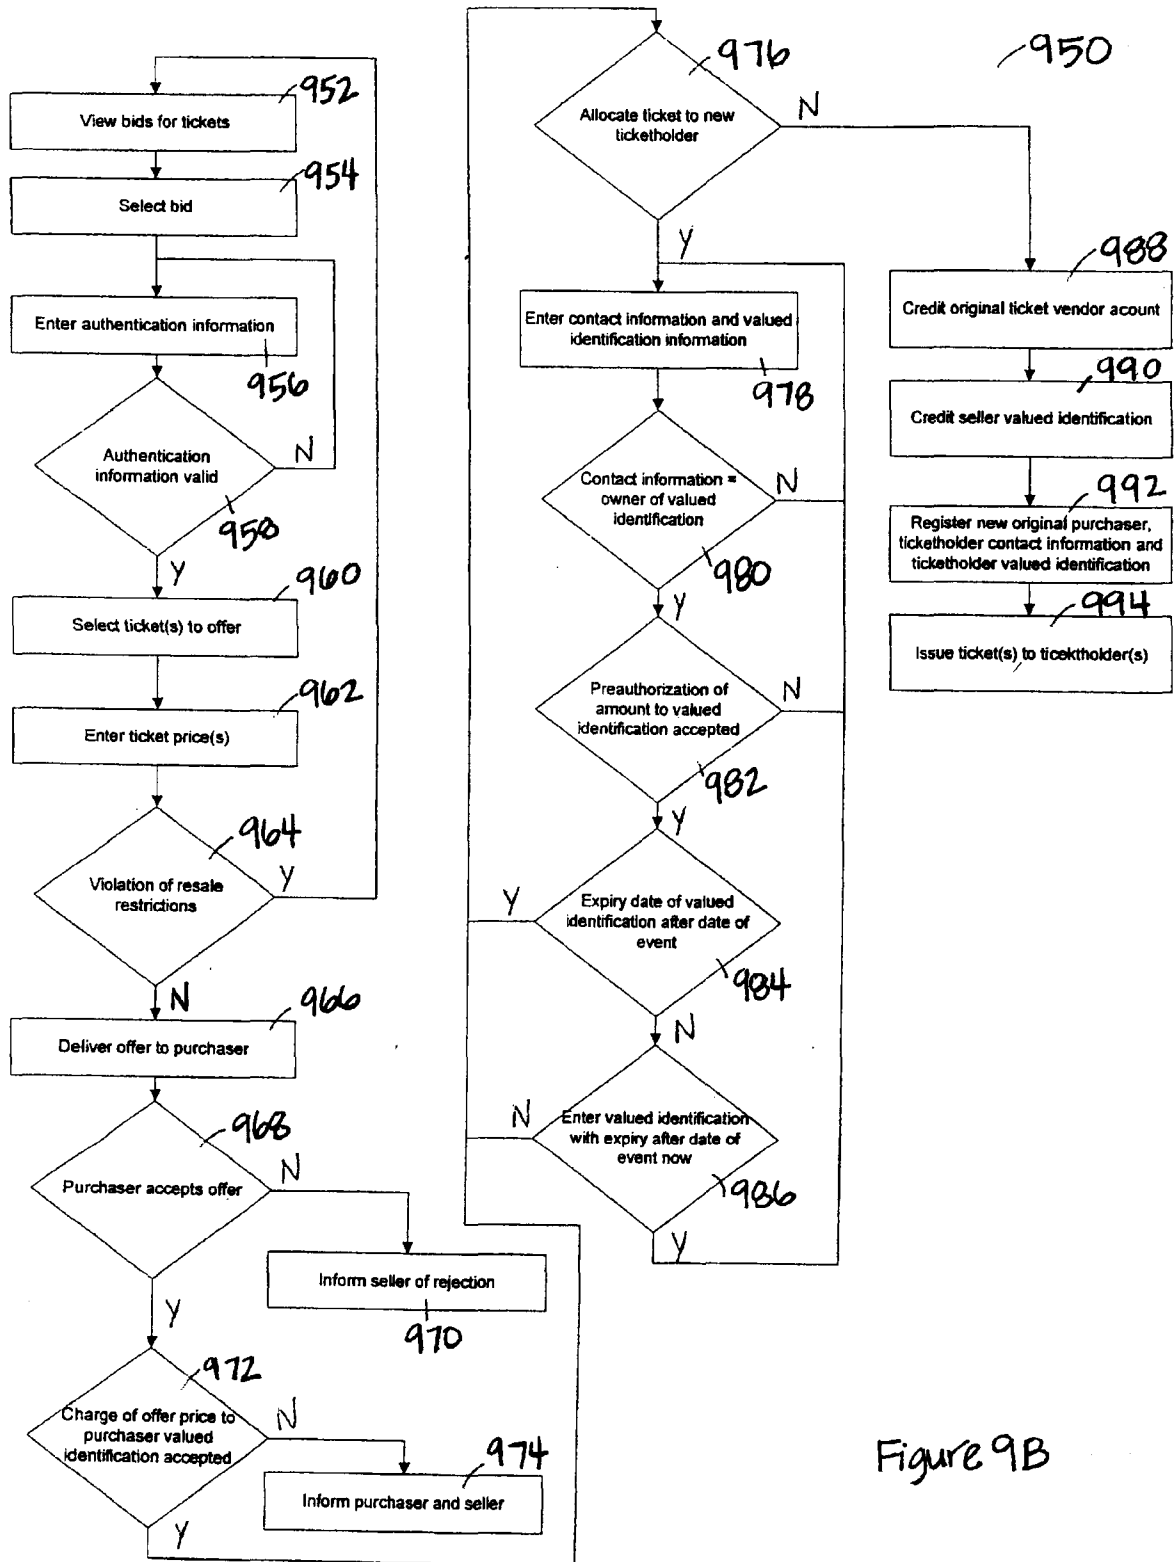 952
View bids for tickets
954
Select bid
Enter authentication information
956
Authentication
information valid
N
958
Y
960
Select ticket(s) to offer
962
Enter ticket price(s)
964
Violation of resale
restrictions
Y
N
966
Deliver offer to purchaser
968
Purchaser accepts offer
N
Inform seller of rejection
970
Y
972
Charge of offer price to
purchaser valued
identification accepted
N
974
Inform purchaser and seller
Y
976
Allocate ticket to new
ticketholder
N
Y
Enter contact information and valued
identification information
978
Contact information =
owner of valued
identification
N
980
Y
Preauthorization of
amount to valued
identification accepted
N
982
Y
Expiry date of valued
identification after date of
event
Y
984
N
Enter valued identification
with expiry after date of
event now
N
986
Y
950
988
Credit original ticket vendor acount
990
Credit seller valued identification
992
Register new original purchaser,
ticketholder contact information and
ticketholder valued identification
994
Issue ticket(s) to ticektholder(s)
Figure 9B